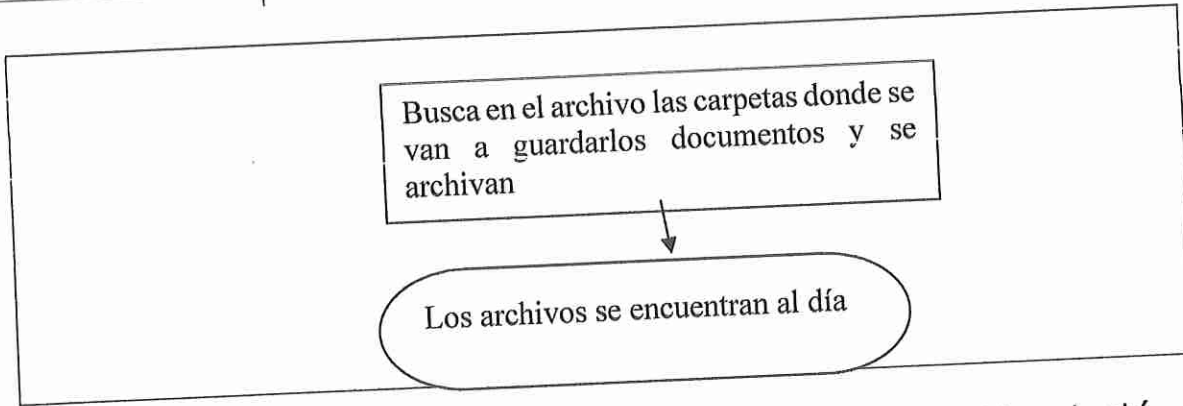 Busca en el archivo las carpetas donde se
van a guardarlos documentos y se
archivan
Los archivos se encuentran al día